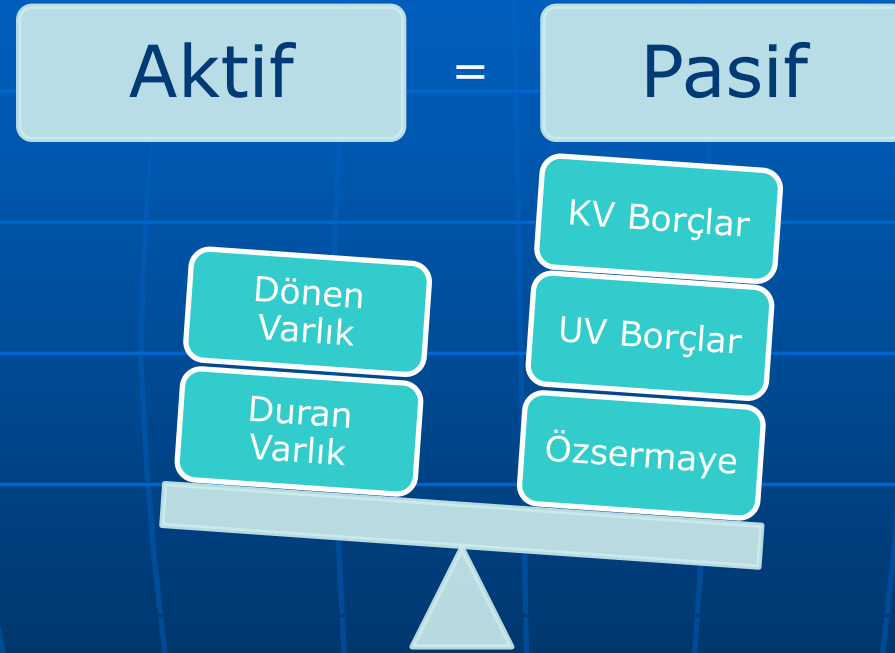 Aktif
=
Pasif
Dönen
Varlık
Duran
Varlık
KV Borçlar
UV Borçlar
Özsermaye